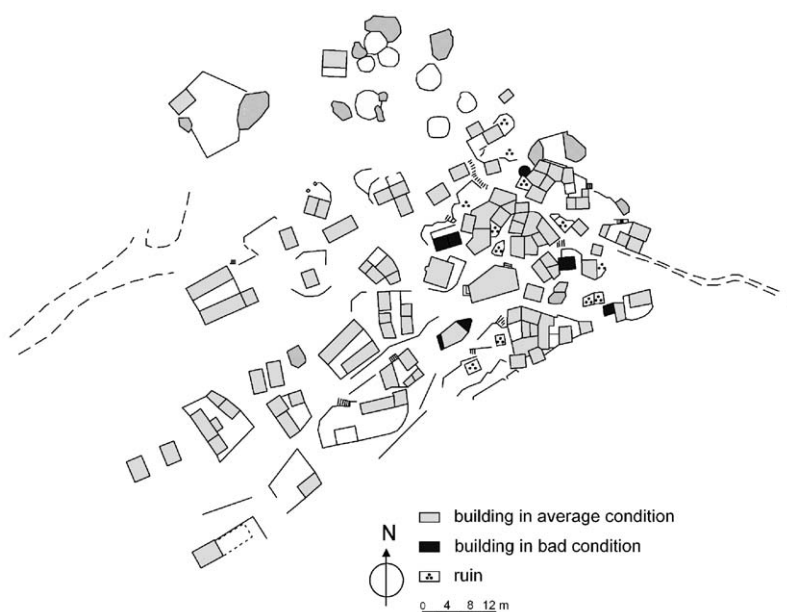 building in average condition
building in bad condition
ruin
N
0 4 8 12 m